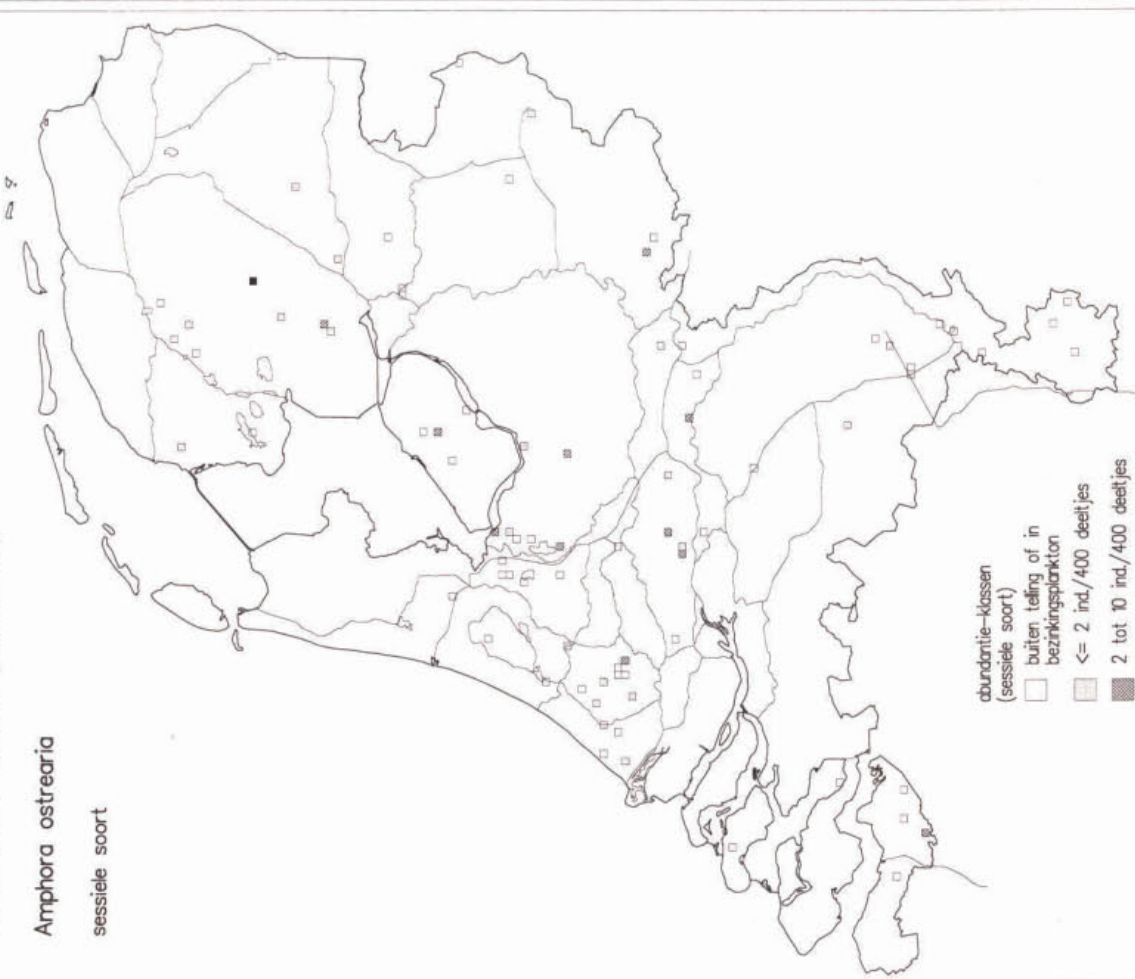 Amphora ostrearia
sessiele soort
abundantie-klassen
(sessiele soort)
buiten telling of in
bezinkingsplankton
<= 2 ind./400 deeltjes
2 tot 10 ind./400 deeltjes